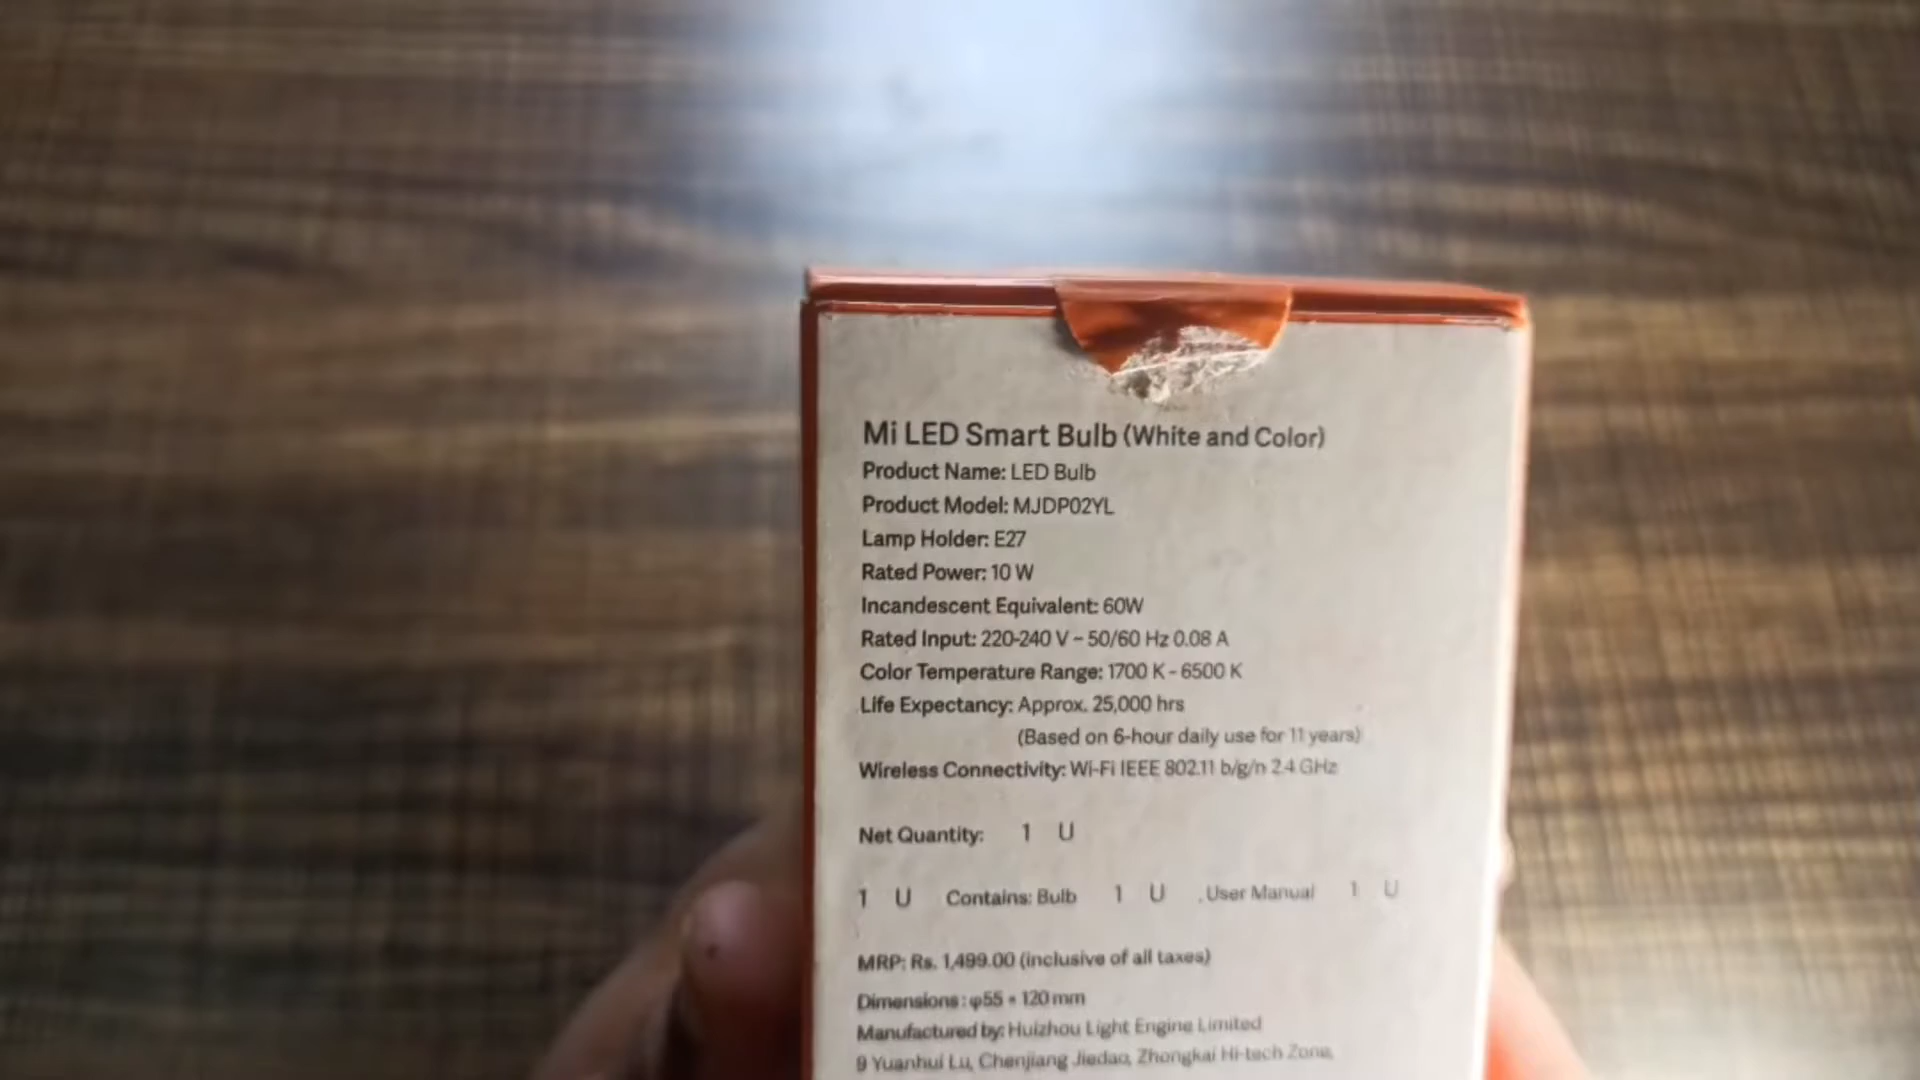 Mi LED Smart Bulb (White and Color)
Product Name: LED Bulb
Product Model: MJDP02YL
Lamp Holder: E27
Rated Power: 10 W
Incandescent Equivalent: 60W
Rated Input: 220-240 V ~ 50/60 Hz 0.08 A
Color Temperature Range: 1700 K - 6500 K
Life Expectancy: Approx. 25,000 hrs
(Based on 6-hour daily use for 11 years)
Wireless Connectivity: Wi-Fi IEEE 802.11 b/g/n 2.4 GHz
Net Quantity: 1 U
1 U Contains: Bulb 1 U , User Manual 1 U
MRP: Rs. 1,499.00 (inclusive of all taxes)
Dimensions : φ55 * 120 mm
Manufactured by: Huizhou Light Engine Limited
9 Yuanhui Lu, Chenjiang Jiedao, Zhongkai Hi-tech Zone,